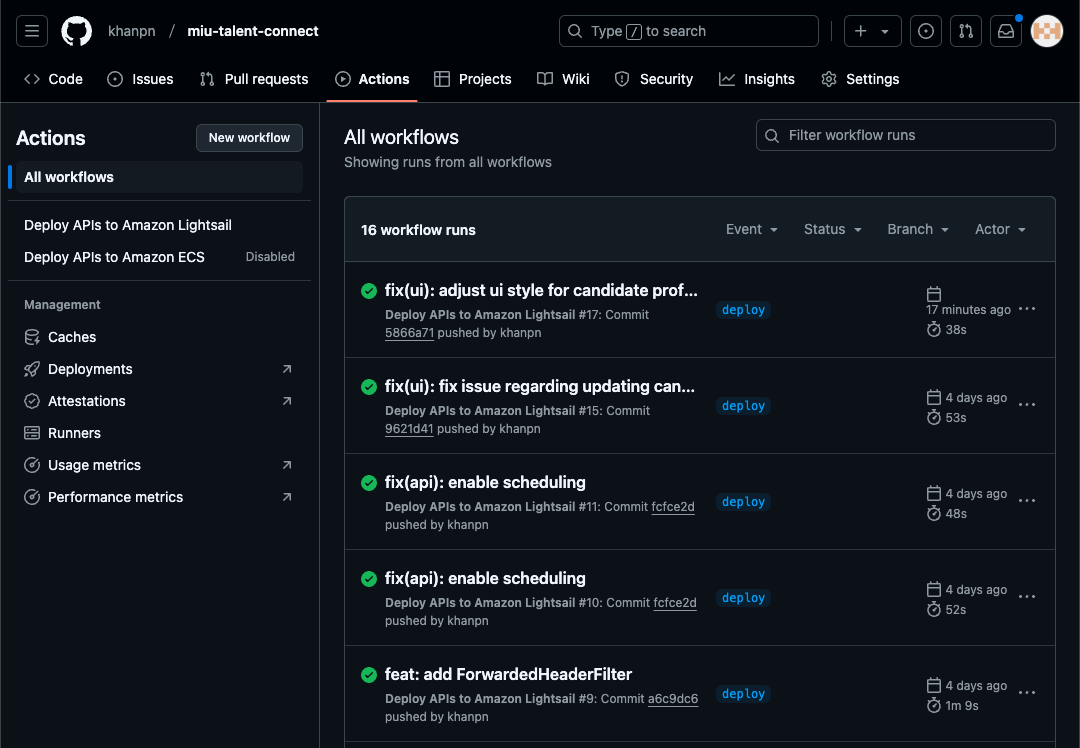 khanpn / miu-talent-connect
Type / to search
Code
Issues
Pull requests
Actions
Projects
Wiki
Security
Insights
Settings
Actions
New workflow
All workflows
Deploy APIs to Amazon Lightsail
Deploy APIs to Amazon ECS
Disabled
Management
Caches
Deployments
Attestations
Runners
Usage metrics
Performance metrics
All workflows
Showing runs from all workflows
Filter workflow runs
16 workflow runs
Event
Status
Branch
Actor
fix(ui): adjust ui style for candidate prof...
Deploy APIs to Amazon Lightsail #17: Commit
5866a71 pushed by khanpn
deploy
17 minutes ago
38s
fix(ui): fix issue regarding updating can...
Deploy APIs to Amazon Lightsail #15: Commit
9621d41 pushed by khanpn
deploy
4 days ago
53s
fix(api): enable scheduling
Deploy APIs to Amazon Lightsail #11: Commit fcfce2d
pushed by khanpn
deploy
4 days ago
48s
fix(api): enable scheduling
Deploy APIs to Amazon Lightsail #10: Commit fcfce2d
pushed by khanpn
deploy
4 days ago
52s
feat: add ForwardedHeaderFilter
Deploy APIs to Amazon Lightsail #9: Commit a6c9dc6
pushed by khanpn
deploy
4 days ago
1m 9s